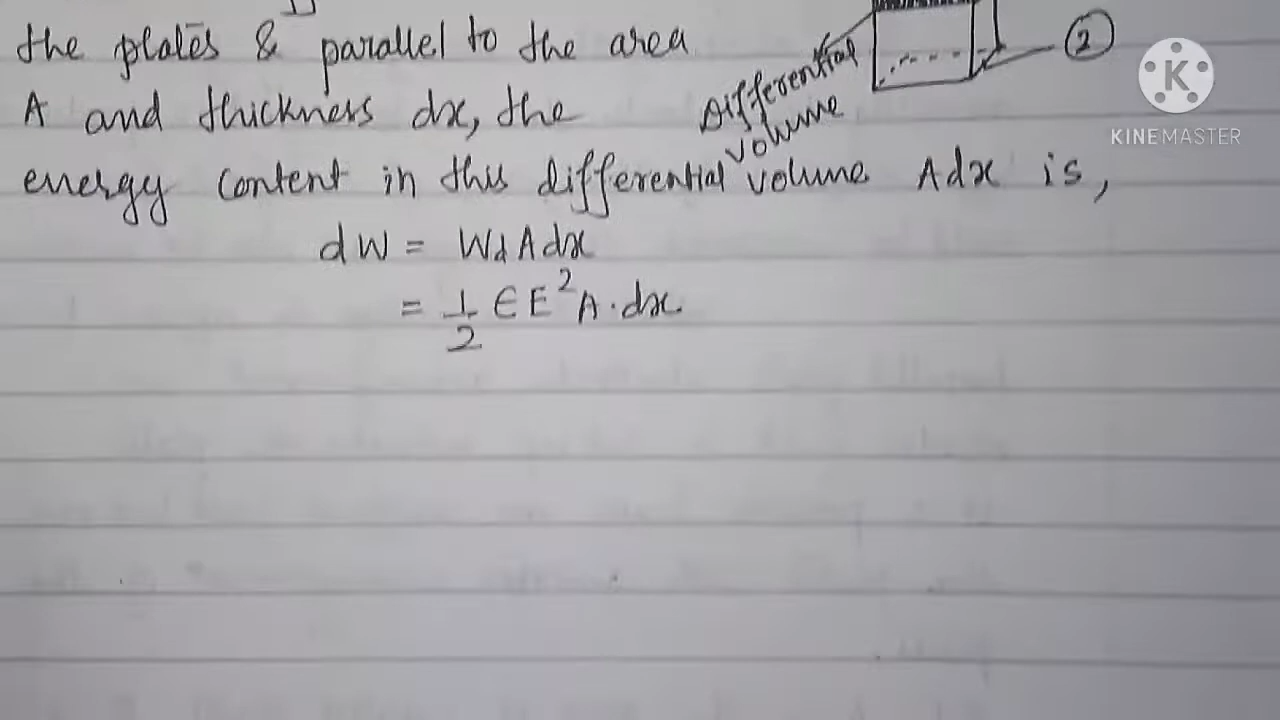 the plates & parallel to the area
A and thickness dx, the
Differential
volume
②
K
KINEMASTER
energy content in this differential volume Adx is,
dW = Wd A dx
= 1/2 ∈ E² A · dx